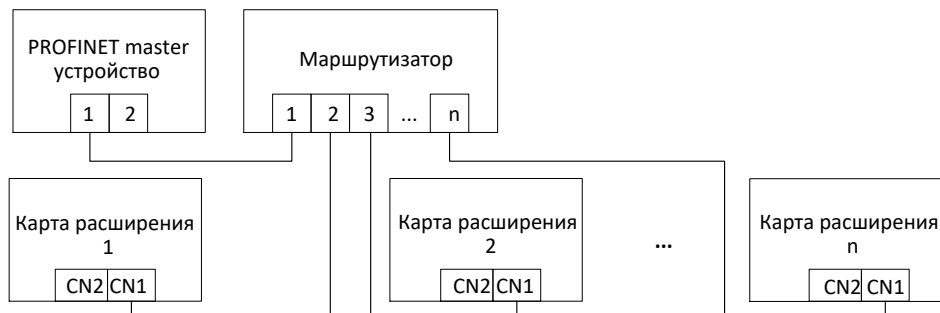 PROFINET master
устройство
1 2
Маршрутизатор
1 2 3 ... n
Карта расширения
1
CN2 CN1
Карта расширения
2
CN2 CN1
...
Карта расширения
n
CN2 CN1